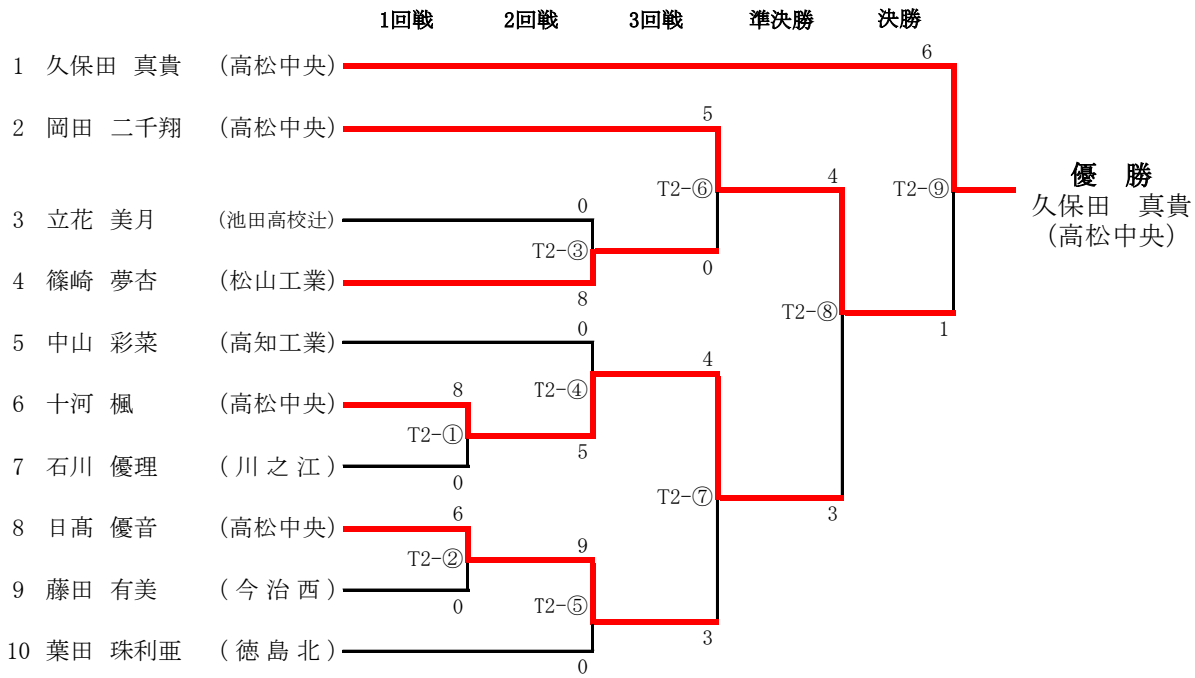 1回戦 2回戦 3回戦 準決勝 決勝
6
1 久保田 真貴 (高松中央)
5
2 岡田 二千翔 (高松中央)
優 勝
4
T2-⑥ T2-⑨
久保田 真貴
0
3 立花 美月 (池田高校辻)
(高松中央)
T2-③
0
4 篠崎 夢杏 (松山工業)
8
T2-⑧
0 1
5 中山 彩菜 (高知工業)
4
8 T2-④
6 十河 楓 (高松中央)
T2-①
5
7 石川 優理 (川之江)
0
T2-⑦
6 3
8 日髙 優音 (高松中央)
9
T2-②
9 藤田 有美 (今治西)
0 T2-⑤
3
10 葉田 珠利亜 (徳島北)
0